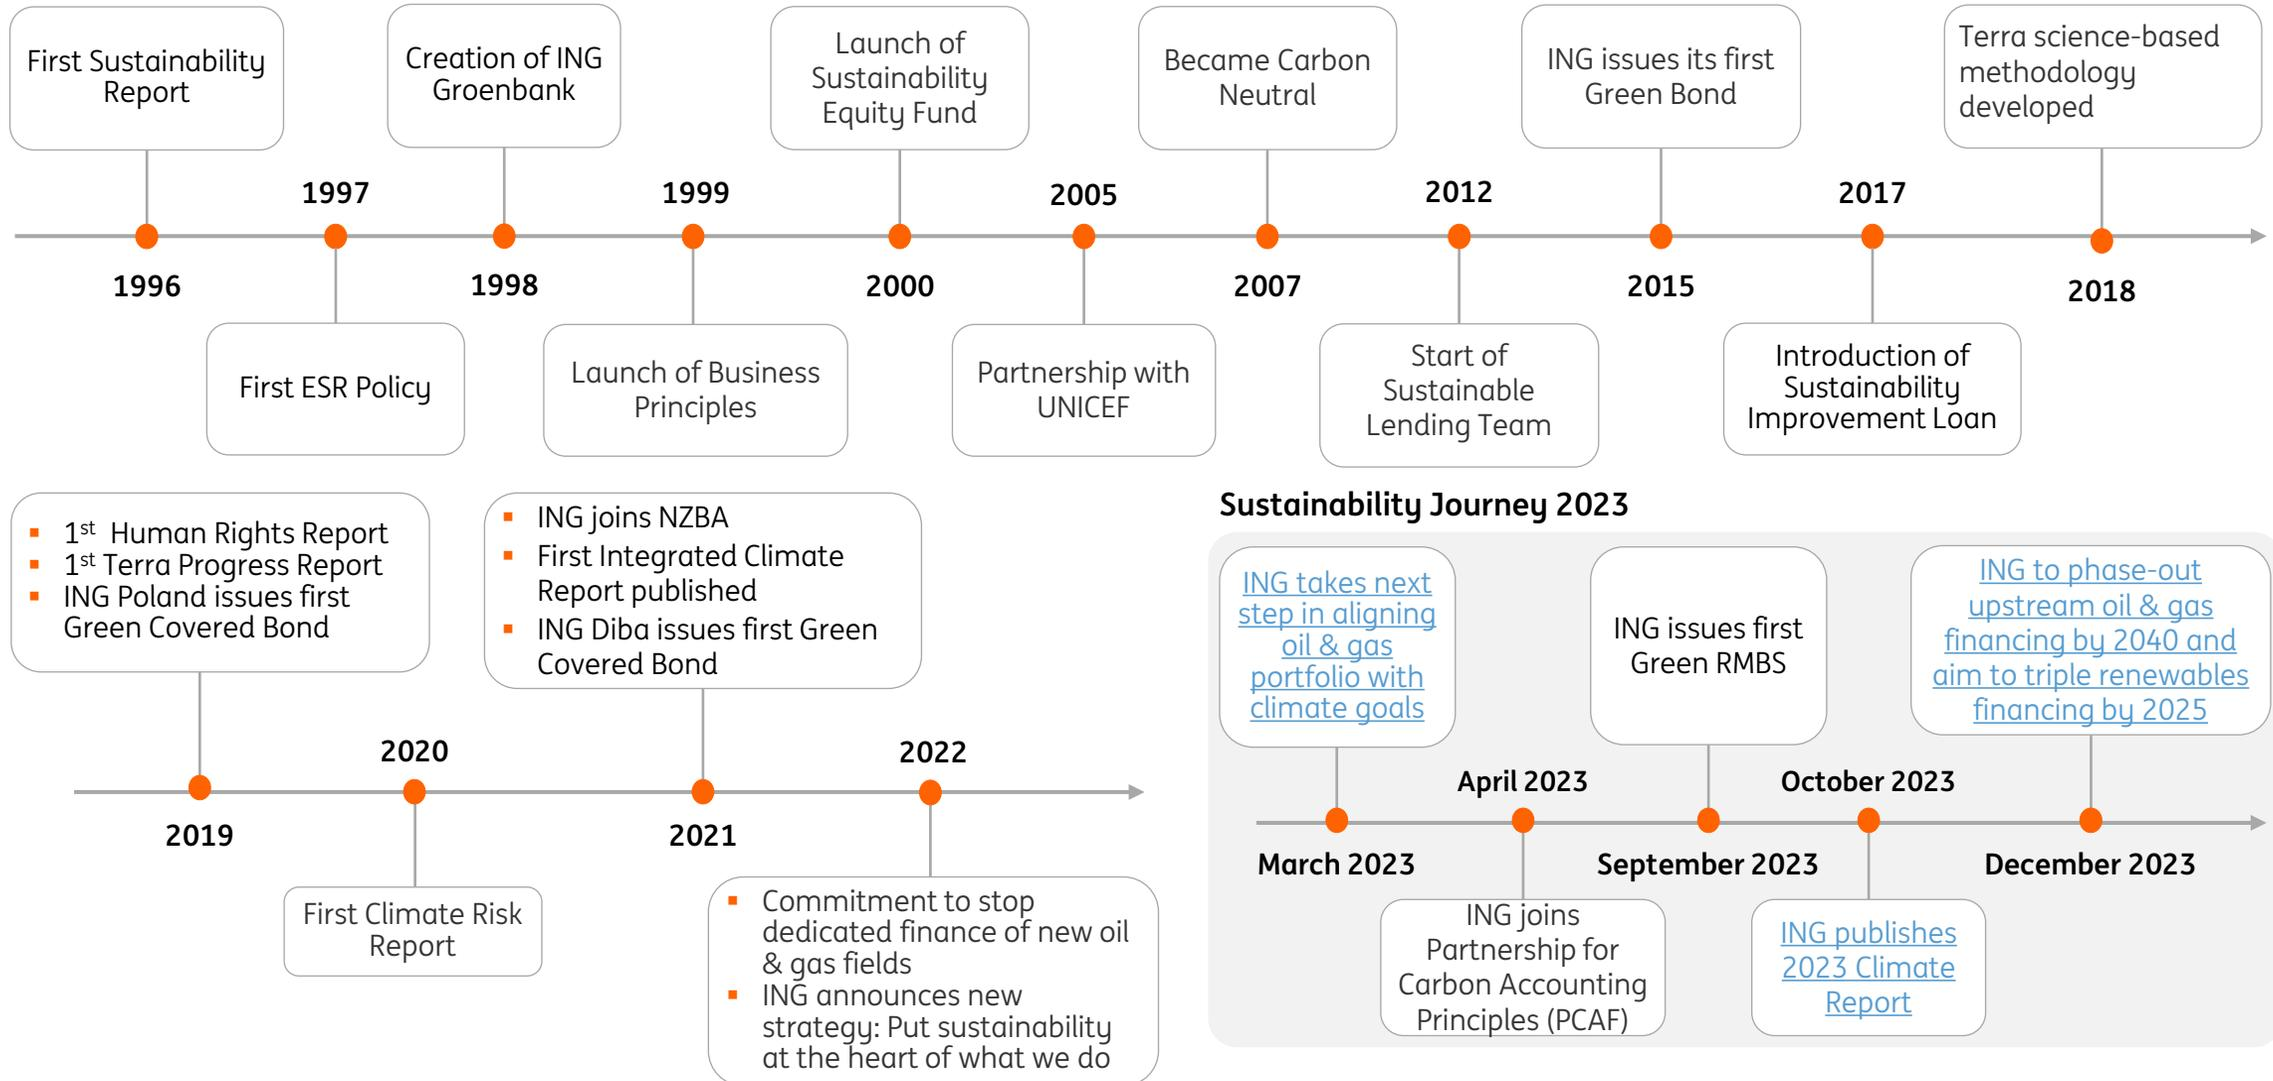 First Sustainability
Report
Creation of ING
Groenbank
Launch of
Sustainability
Equity Fund
Became Carbon
Neutral
ING issues its first
Green Bond
Terra science-based
methodology
developed
1997
1999
2005
2012
2017
1996
1998
2000
2007
2015
2018
First ESR Policy
Launch of Business
Principles
Partnership with
UNICEF
Start of
Sustainable
Lending Team
Introduction of
Sustainability
Improvement Loan
▪ 1st Human Rights Report
▪ 1st Terra Progress Report
▪ ING Poland issues first
Green Covered Bond
▪ ING joins NZBA
▪ First Integrated Climate
Report published
▪ ING Diba issues first Green
Covered Bond
2020
2022
2019
2021
First Climate Risk
Report
▪ Commitment to stop
dedicated finance of new oil
& gas fields
▪ ING announces new
strategy: Put sustainability
at the heart of what we do
Sustainability Journey 2023
ING takes next
step in aligning
oil & gas
portfolio with
climate goals
ING issues first
Green RMBS
ING to phase-out
upstream oil & gas
financing by 2040 and
aim to triple renewables
financing by 2025
April 2023
October 2023
March 2023
September 2023
December 2023
ING joins
Partnership for
Carbon Accounting
Principles (PCAF)
ING publishes
2023 Climate
Report